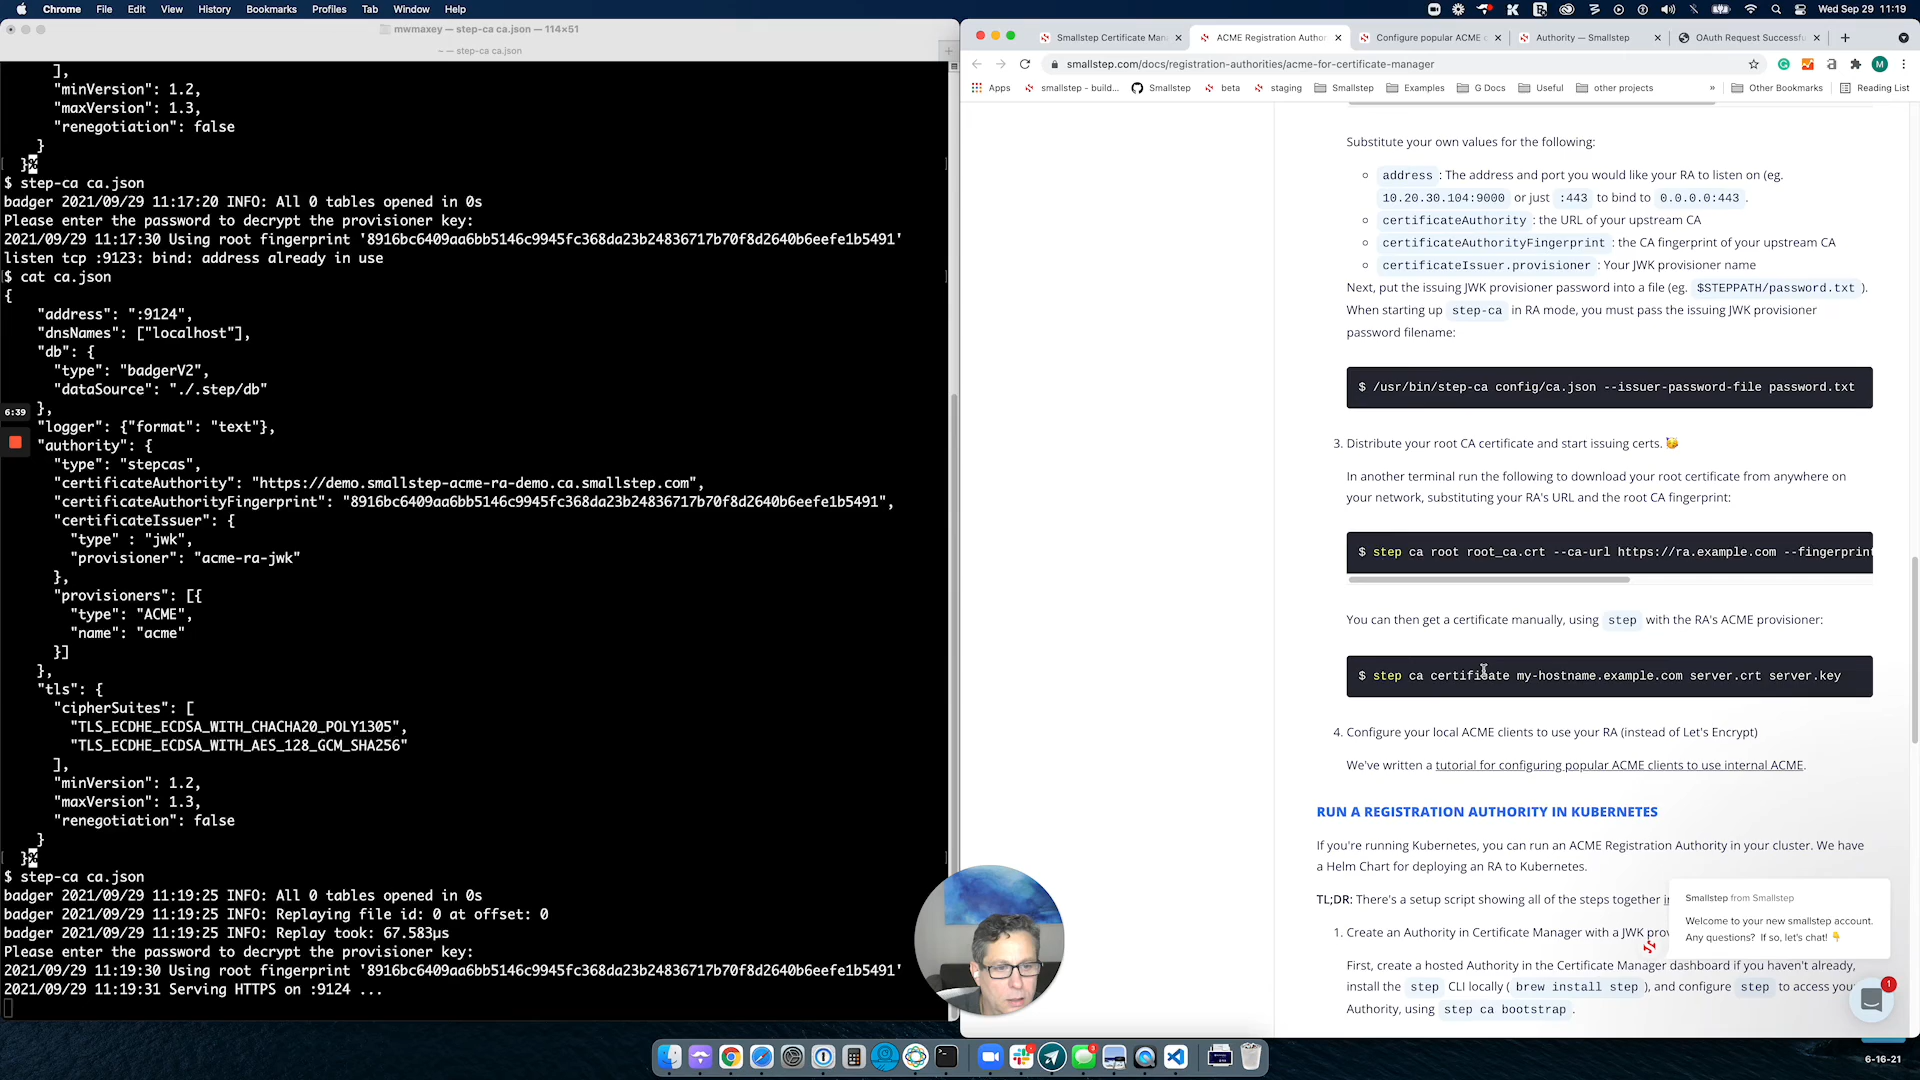 Chrome File Edit View History Bookmarks Profiles Tab Window Help
Wed Sep 29 11:19
mwmaxey — step-ca ca.json — 114×51
~ — step-ca ca.json
],
"minVersion": 1.2,
"maxVersion": 1.3,
"renegotiation": false
}
}%
$ step-ca ca.json
badger 2021/09/29 11:17:20 INFO: All 0 tables opened in 0s
Please enter the password to decrypt the provisioner key:
2021/09/29 11:17:30 Using root fingerprint '8916bc6409aa6bb5146c9945fc368da23b24836717b70f8d2640b6eefe1b5491'
listen tcp :9123: bind: address already in use
$ cat ca.json
{
"address": ":9124",
"dnsNames": ["localhost"],
"db": {
"type": "badgerV2",
"dataSource": "./.step/db"
},
"logger": {"format": "text"},
"authority": {
"type": "stepcas",
"certificateAuthority": "https://demo.smallstep-acme-ra-demo.ca.smallstep.com",
"certificateAuthorityFingerprint": "8916bc6409aa6bb5146c9945fc368da23b24836717b70f8d2640b6eefe1b5491",
"certificateIssuer": {
"type" : "jwk",
"provisioner": "acme-ra-jwk"
},
"provisioners": [{
"type": "ACME",
"name": "acme"
}]
},
"tls": {
"cipherSuites": [
"TLS_ECDHE_ECDSA_WITH_CHACHA20_POLY1305",
"TLS_ECDHE_ECDSA_WITH_AES_128_GCM_SHA256"
],
"minVersion": 1.2,
"maxVersion": 1.3,
"renegotiation": false
}
}%
$ step-ca ca.json
badger 2021/09/29 11:19:25 INFO: All 0 tables opened in 0s
badger 2021/09/29 11:19:25 INFO: Replaying file id: 0 at offset: 0
badger 2021/09/29 11:19:25 INFO: Replay took: 67.583µs
Please enter the password to decrypt the provisioner key:
2021/09/29 11:19:30 Using root fingerprint '8916bc6409aa6bb5146c9945fc368da23b24836717b70f8d2640b6eefe1b5491'
2021/09/29 11:19:31 Serving HTTPS on :9124 ...
6:39
Smallstep Certificate Man
ACME Registration Author
Configure popular ACME c
Authority — Smallstep
OAuth Request Successfu
smallstep.com/docs/registration-authorities/acme-for-certificate-manager
M
Apps smallstep - build... Smallstep beta staging Smallstep Examples G Docs Useful other projects » Other Bookmarks Reading List
Substitute your own values for the following:
address : The address and port you would like your RA to listen on (eg.
10.20.30.104:9000 or just :443 to bind to 0.0.0.0:443 .
certificateAuthority : the URL of your upstream CA
certificateAuthorityFingerprint : the CA fingerprint of your upstream CA
certificateIssuer.provisioner : Your JWK provisioner name
Next, put the issuing JWK provisioner password into a file (eg. $STEPPATH/password.txt ).
When starting up step-ca in RA mode, you must pass the issuing JWK provisioner
password filename:
$ /usr/bin/step-ca config/ca.json --issuer-password-file password.txt
3. Distribute your root CA certificate and start issuing certs. 🥳
In another terminal run the following to download your root certificate from anywhere on
your network, substituting your RA's URL and the root CA fingerprint:
$ step ca root root_ca.crt --ca-url https://ra.example.com --fingerprint
You can then get a certificate manually, using step with the RA's ACME provisioner:
$ step ca certificate my-hostname.example.com server.crt server.key
4. Configure your local ACME clients to use your RA (instead of Let's Encrypt)
We've written a tutorial for configuring popular ACME clients to use internal ACME.
RUN A REGISTRATION AUTHORITY IN KUBERNETES
If you're running Kubernetes, you can run an ACME Registration Authority in your cluster. We have
a Helm Chart for deploying an RA to Kubernetes.
TL;DR: There's a setup script showing all of the steps together
1. Create an Authority in Certificate Manager with a JWK prov
First, create a hosted Authority in the Certificate Manager dashboard if you haven't already,
install the step CLI locally ( brew install step ), and configure step to access you
Authority, using step ca bootstrap .
Smallstep from Smallstep
Welcome to your new smallstep account.
Any questions? If so, let's chat! 👇
1
6-16-21